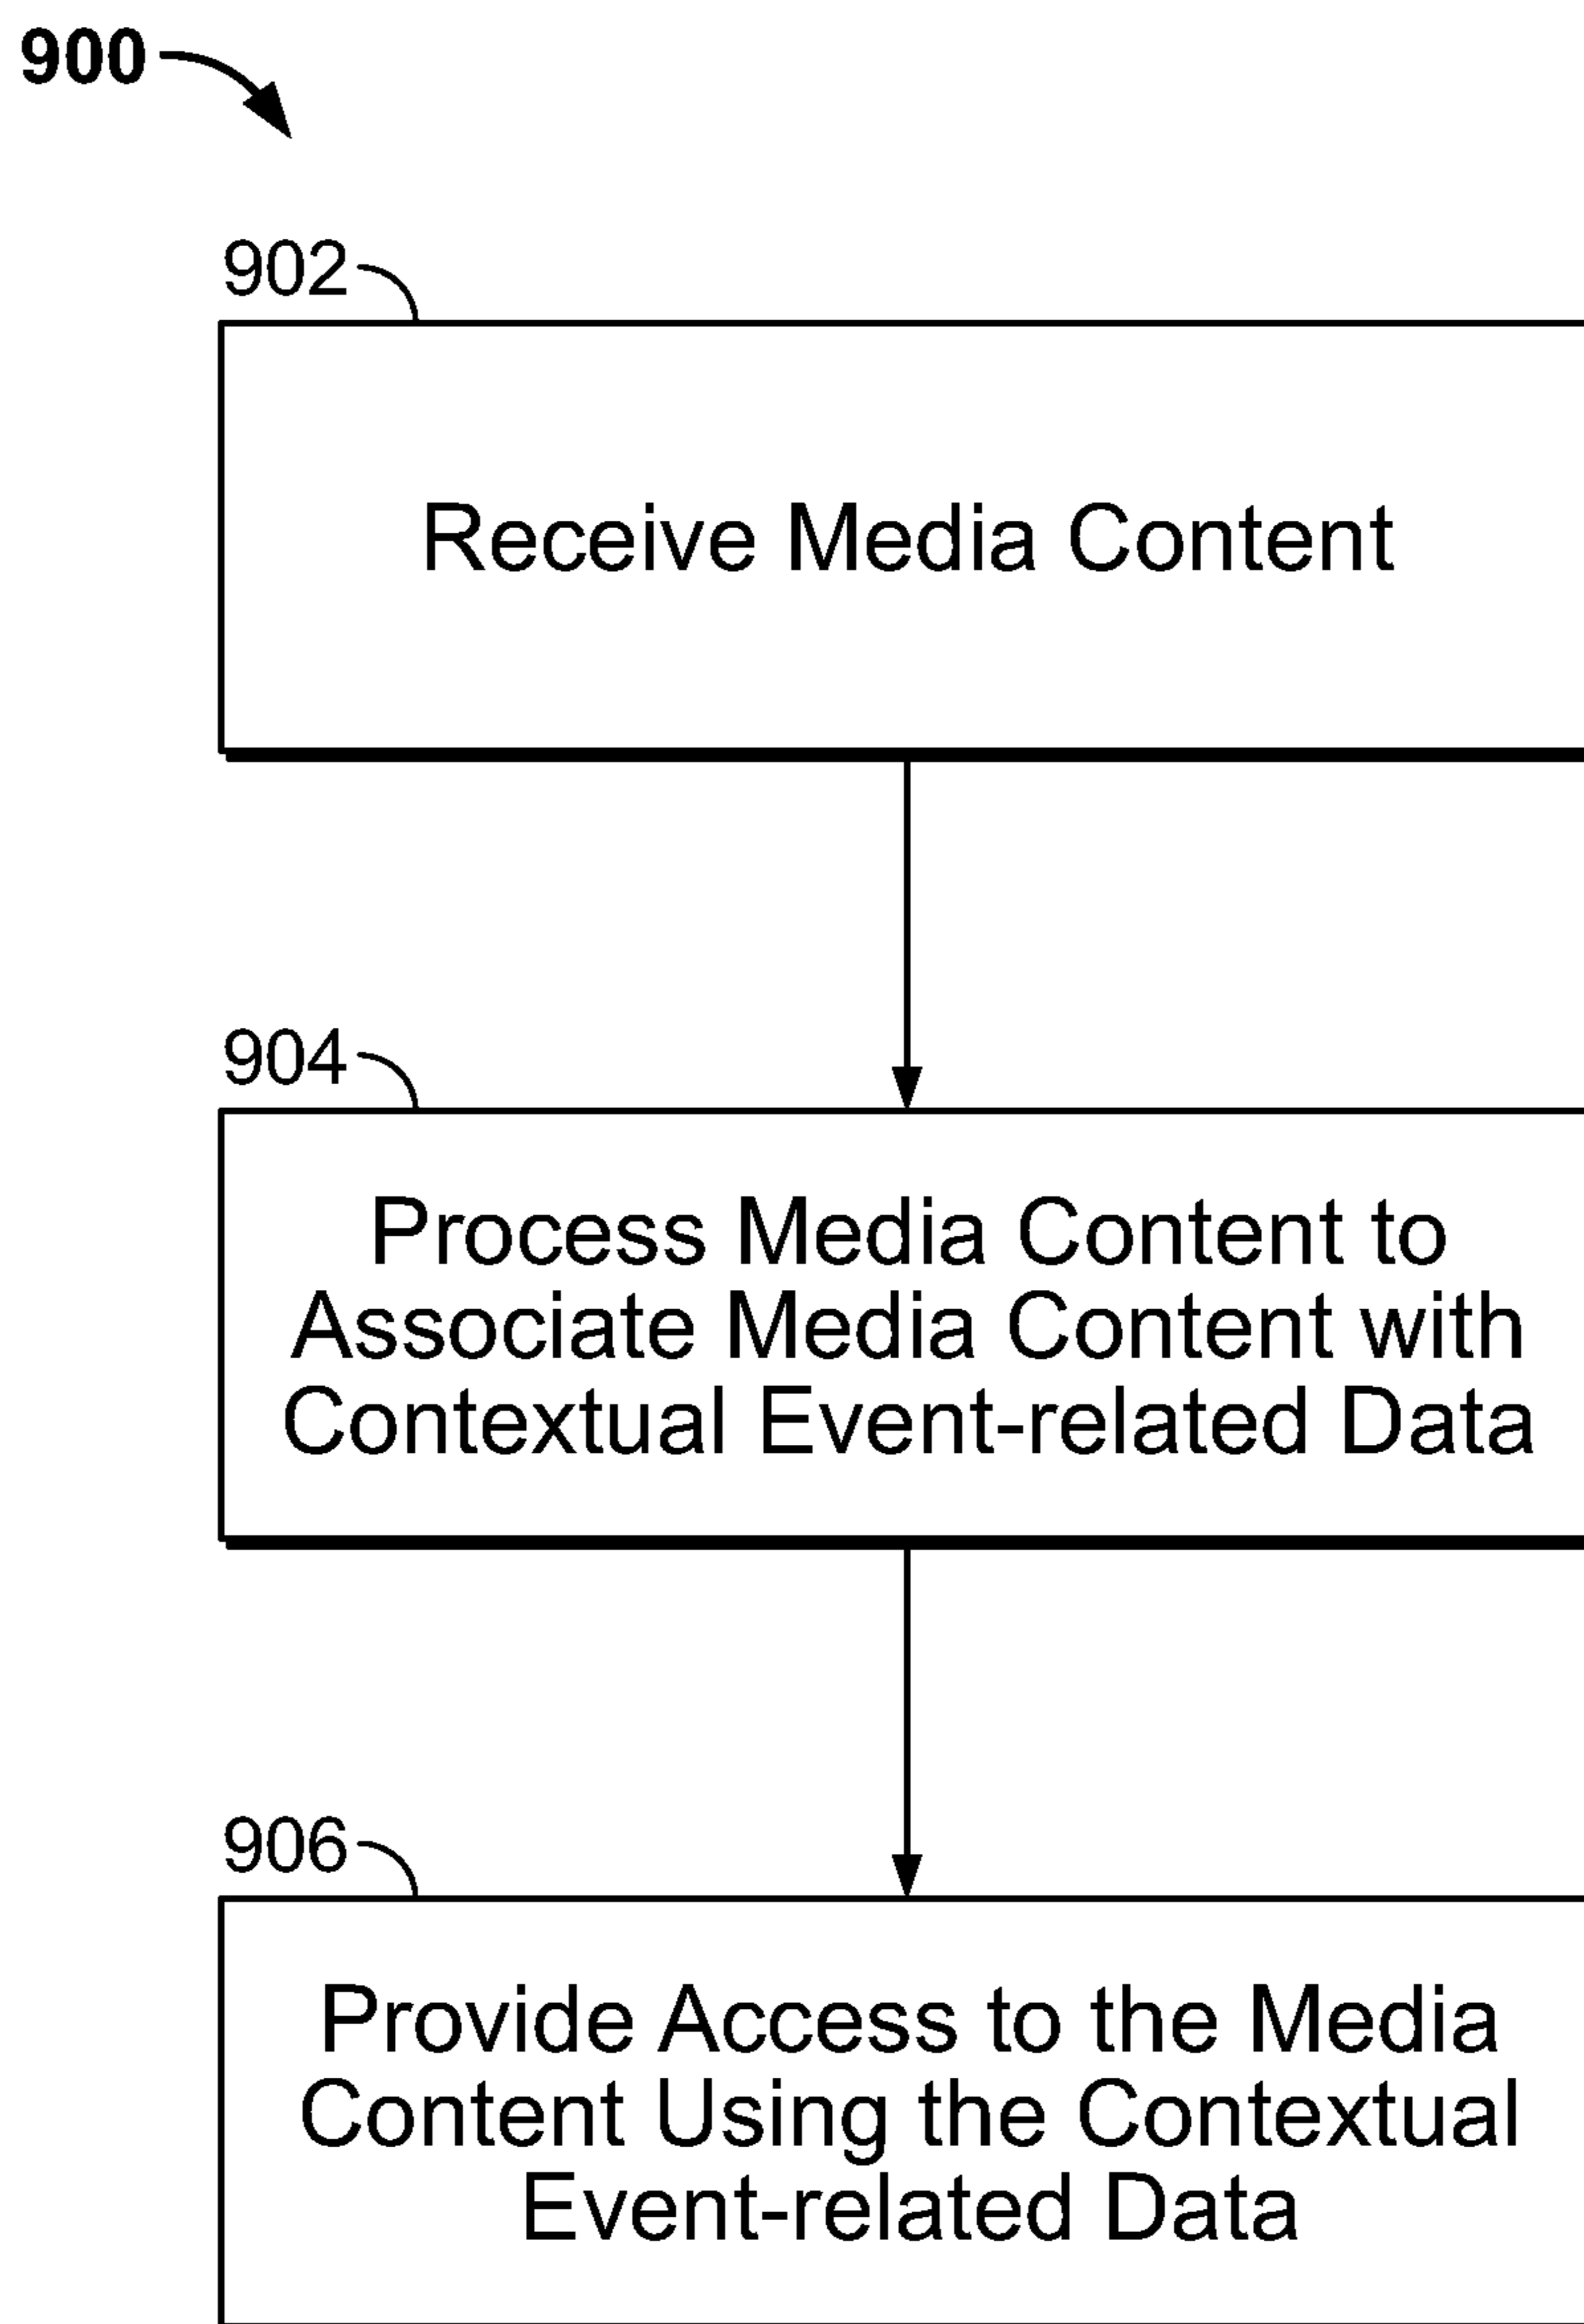 900
902
Receive Media Content
904
Process Media Content to
Associate Media Content with
Contextual Event-related Data
906
Provide Access to the Media
Content Using the Contextual
Event-related Data